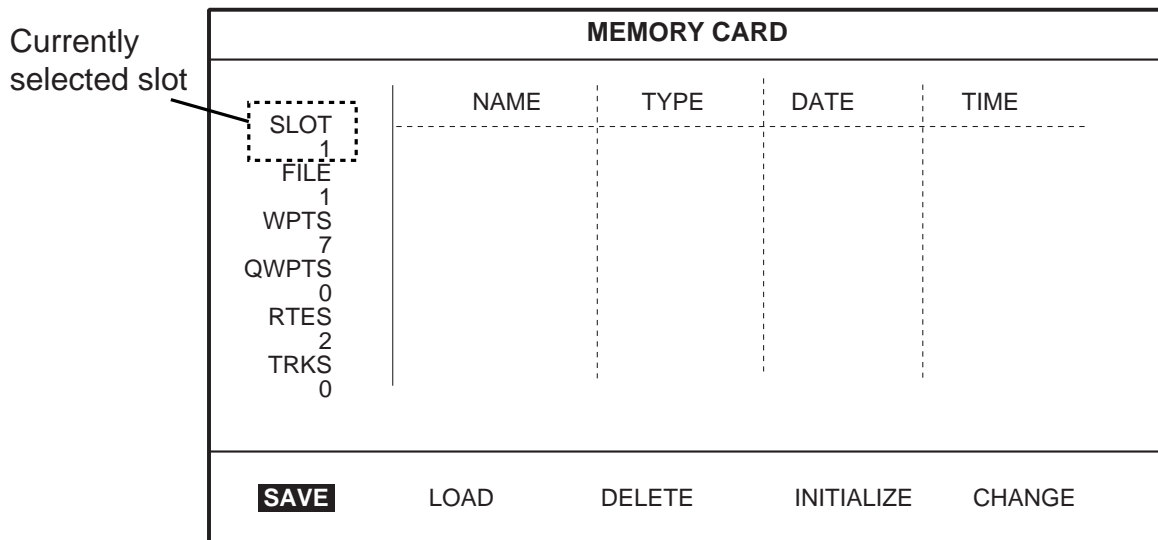 MEMORY CARD
Currently
selected slot
NAME TYPE DATE TIME
SLOT
1
FILE
1
WPTS
7
QWPTS
0
RTES
2
TRKS
0
SAVE LOAD DELETE INITIALIZE CHANGE